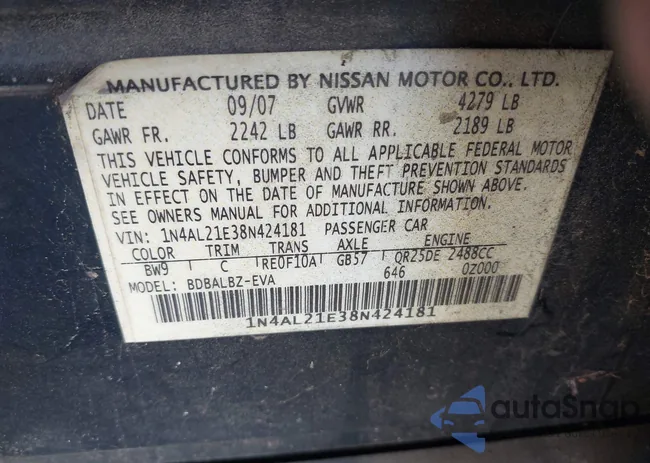 MANUFACTURED BY NISSAN MOTOR CO., LTD.
DATE 09/07 GVWR 4279 LB
GAWR FR. 2242 LB GAWR RR. 2189 LB
THIS VEHICLE CONFORMS TO ALL APPLICABLE FEDERAL MOTOR
VEHICLE SAFETY, BUMPER AND THEFT PREVENTION STANDARDS
IN EFFECT ON THE DATE OF MANUFACTURE SHOWN ABOVE.
SEE OWNERS MANUAL FOR ADDITIONAL INFORMATION.
VIN: 1N4AL21E38N424181 PASSENGER CAR
COLOR TRIM TRANS AXLE ENGINE
BW9 C RE0F10A GB57 QR25DE 2488CC
MODEL: BDBALBZ-EVA 646 0Z000
1N4AL21E38N424181
autoSnap